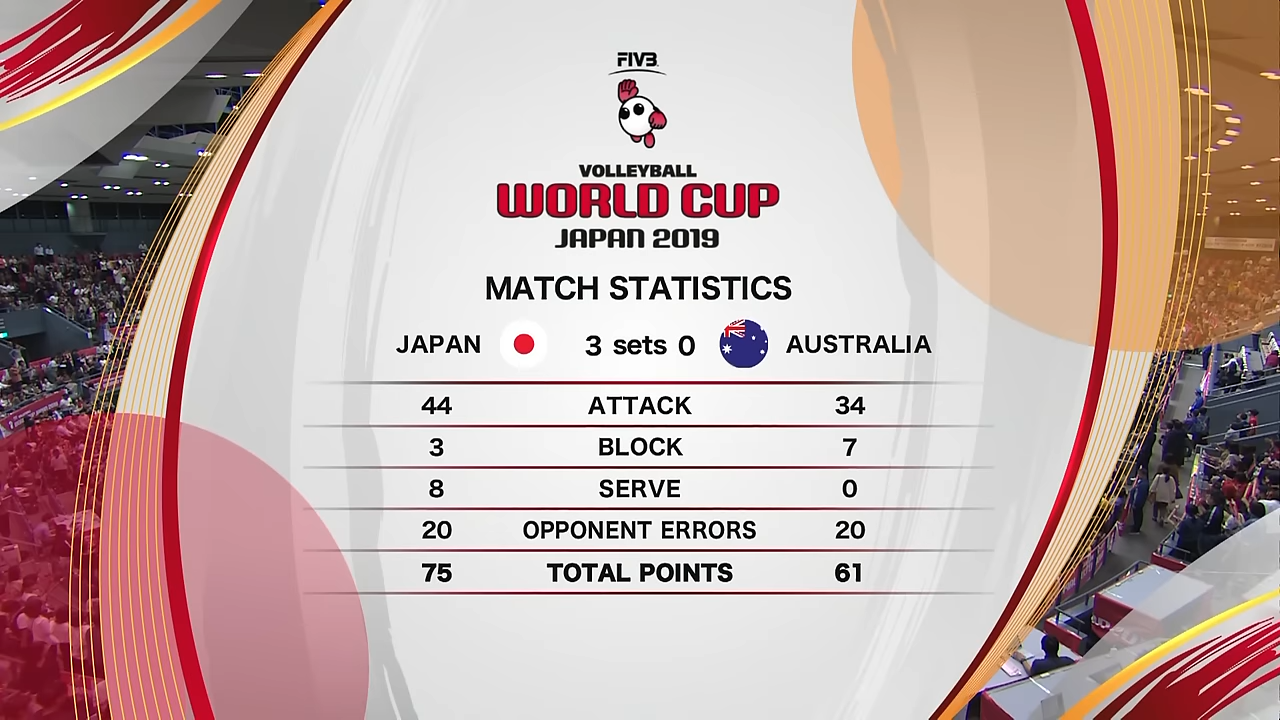 FIVB
VOLLEYBALL
WORLD CUP
JAPAN 2019
MATCH STATISTICS
JAPAN 3 sets 0 AUSTRALIA
44 ATTACK 34
3 BLOCK 7
8 SERVE 0
20 OPPONENT ERRORS 20
75 TOTAL POINTS 61